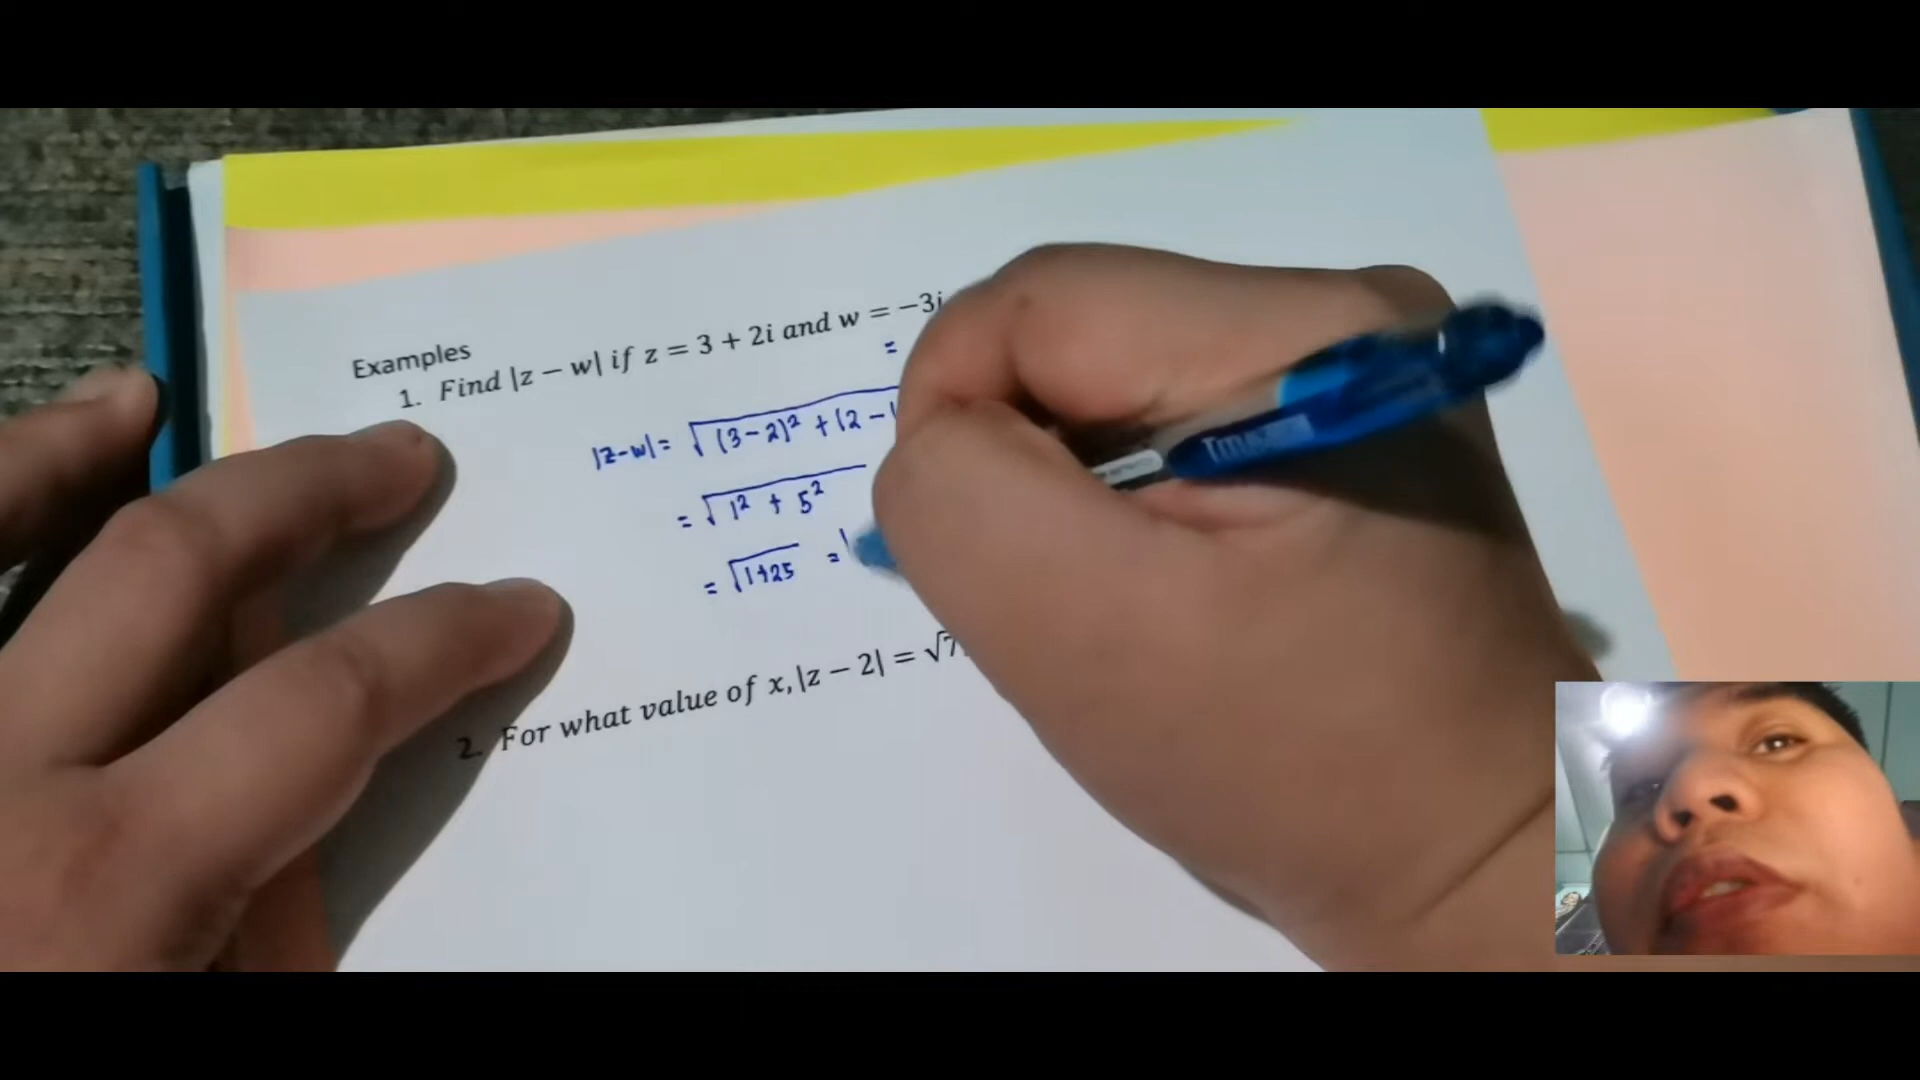 Examples
1. Find |z − w| if z = 3 + 2i and w = −3i
=
|z-w| = √(3-2)² + (2 -
= √1² + 5²
= √1+25 =
2. For what value of x, |z − 2| = √7